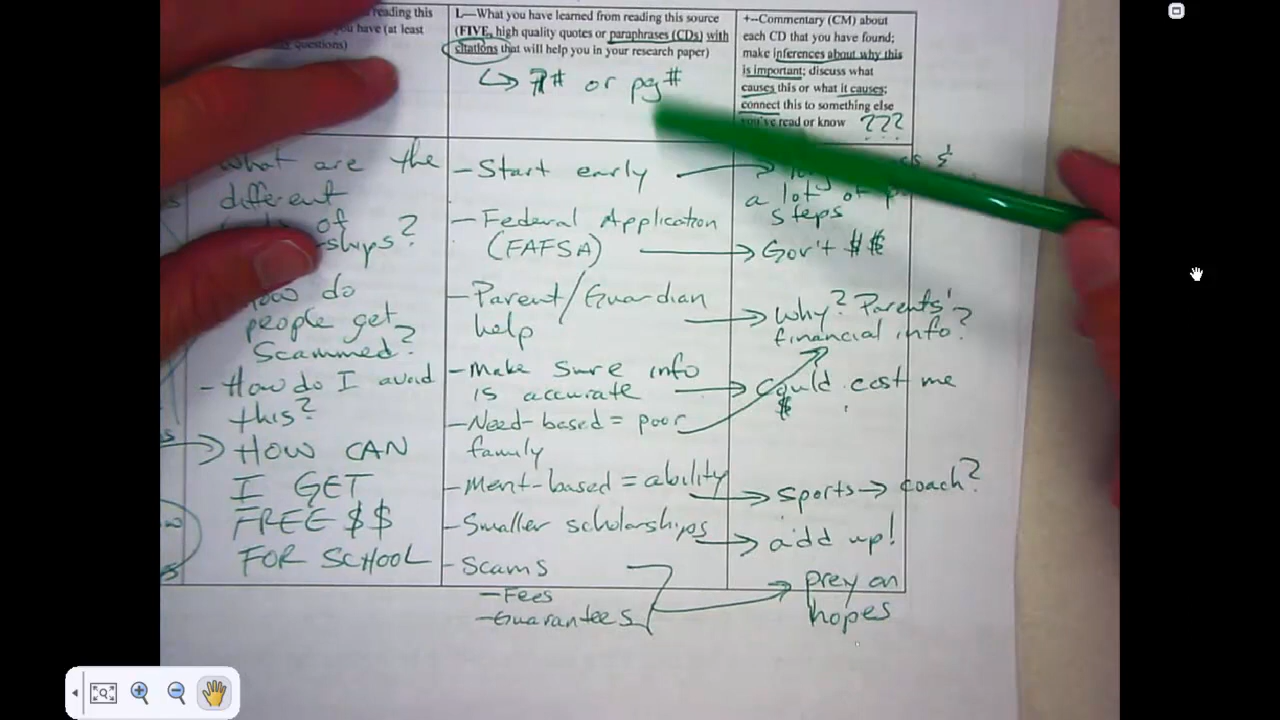 reading this
you have (at least
questions)
L—What you have learned from reading this source
(FIVE, high quality quotes or paraphrases (CDs) with
citations that will help you in your research paper)
¶# or pg#
+--Commentary (CM) about
each CD that you have found;
make inferences about why this
is important; discuss what
causes this or what it causes;
connect this to something else
you've read or know ???
What are the
different
of
ships?
How do
people get
scammed?
- How do I avoid
this?
HOW CAN
I GET
FREE $$
FOR SCHOOL
- Start early
- Federal Application
(FAFSA)
- Parent/Guardian
help
- Make sure info
is accurate
- Need-based = poor
family
- Merit-based = ability
- Smaller scholarships
- Scams
- Fees
- Guarantees
&
a lot of
steps
Gov't $$
Why? Parents'
financial info?
could cost me
$
sports → coach?
add up!
prey on
hopes